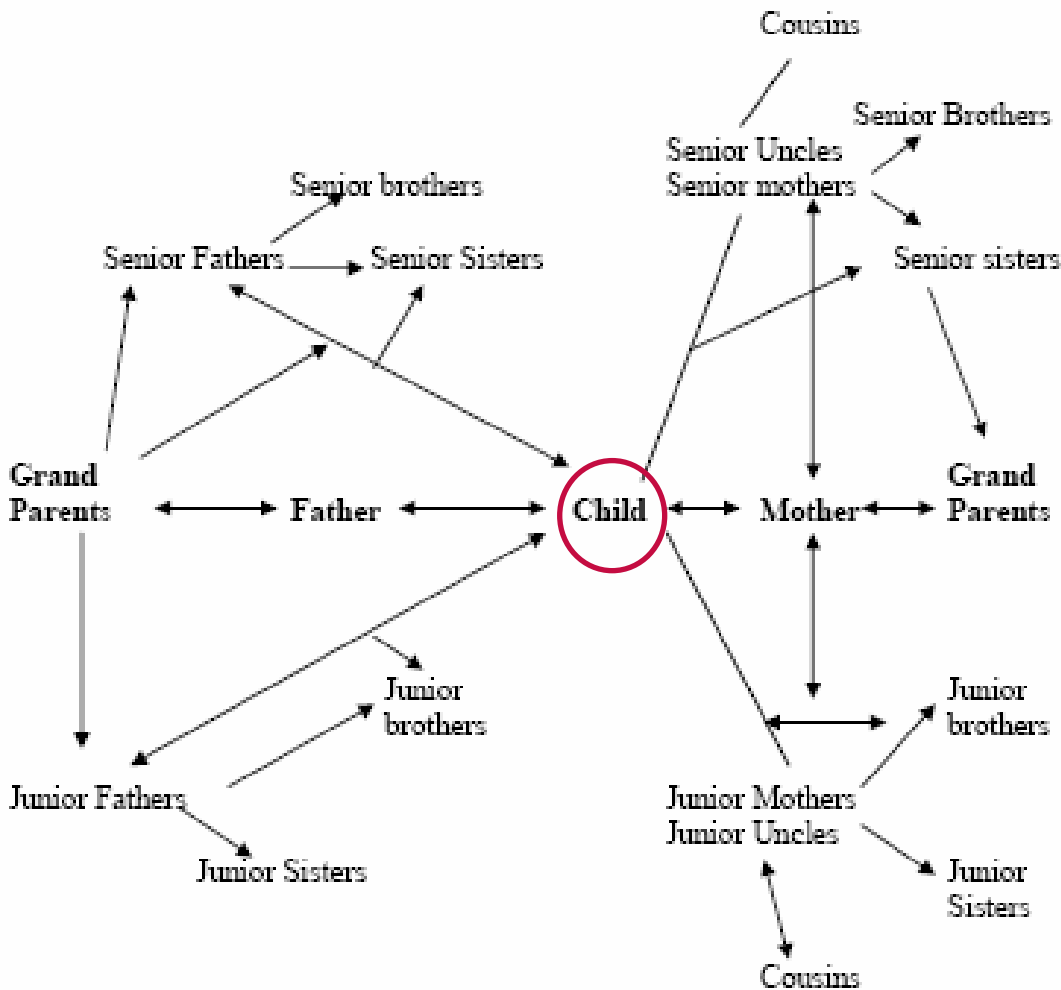 Cousins
Senior Brothers
Senior Uncles
Senior mothers
Senior brothers
Senior Fathers
Senior Sisters
Senior sisters
Grand
Parents
Father
Child
Mother
Grand
Parents
Junior
brothers
Junior
brothers
Junior Fathers
Junior Mothers
Junior Uncles
Junior Sisters
Junior
Sisters
Cousins